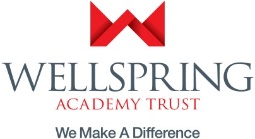 WELLSPRING
ACADEMY TRUST
We Make A Difference